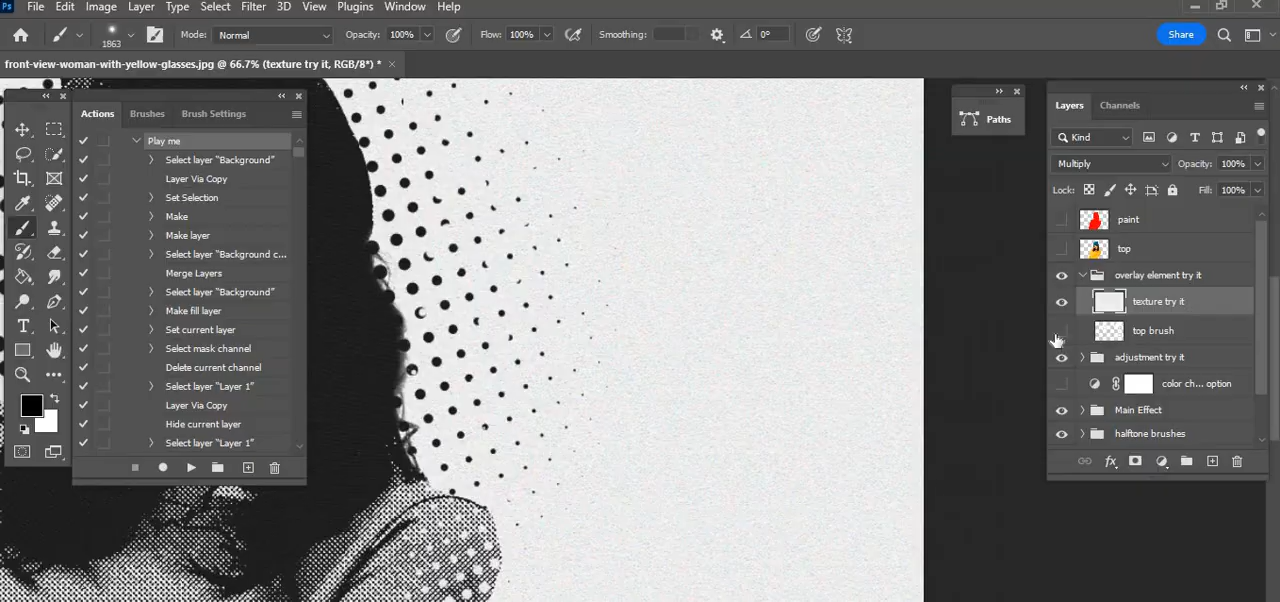 Ps File Edit Image Layer Type Select Filter 3D View Plugins Window Help
1863 Mode: Normal Opacity: 100% Flow: 100% Smoothing: 0° Share
front-view-woman-with-yellow-glasses.jpg @ 66.7% (texture try it, RGB/8*) *
Actions Brushes Brush Settings
Play me
Select layer "Background"
Layer Via Copy
Set Selection
Make
Make layer
Select layer "Background c...
Merge Layers
Select layer "Background"
Make fill layer
Set current layer
Select mask channel
Delete current channel
Select layer "Layer 1"
Layer Via Copy
Hide current layer
Select layer "Layer 1"
Paths
Layers Channels
Kind
Multiply Opacity: 100%
Lock: Fill: 100%
paint
top
overlay element try it
texture try it
top brush
adjustment try it
color ch... option
Main Effect
halftone brushes
fx